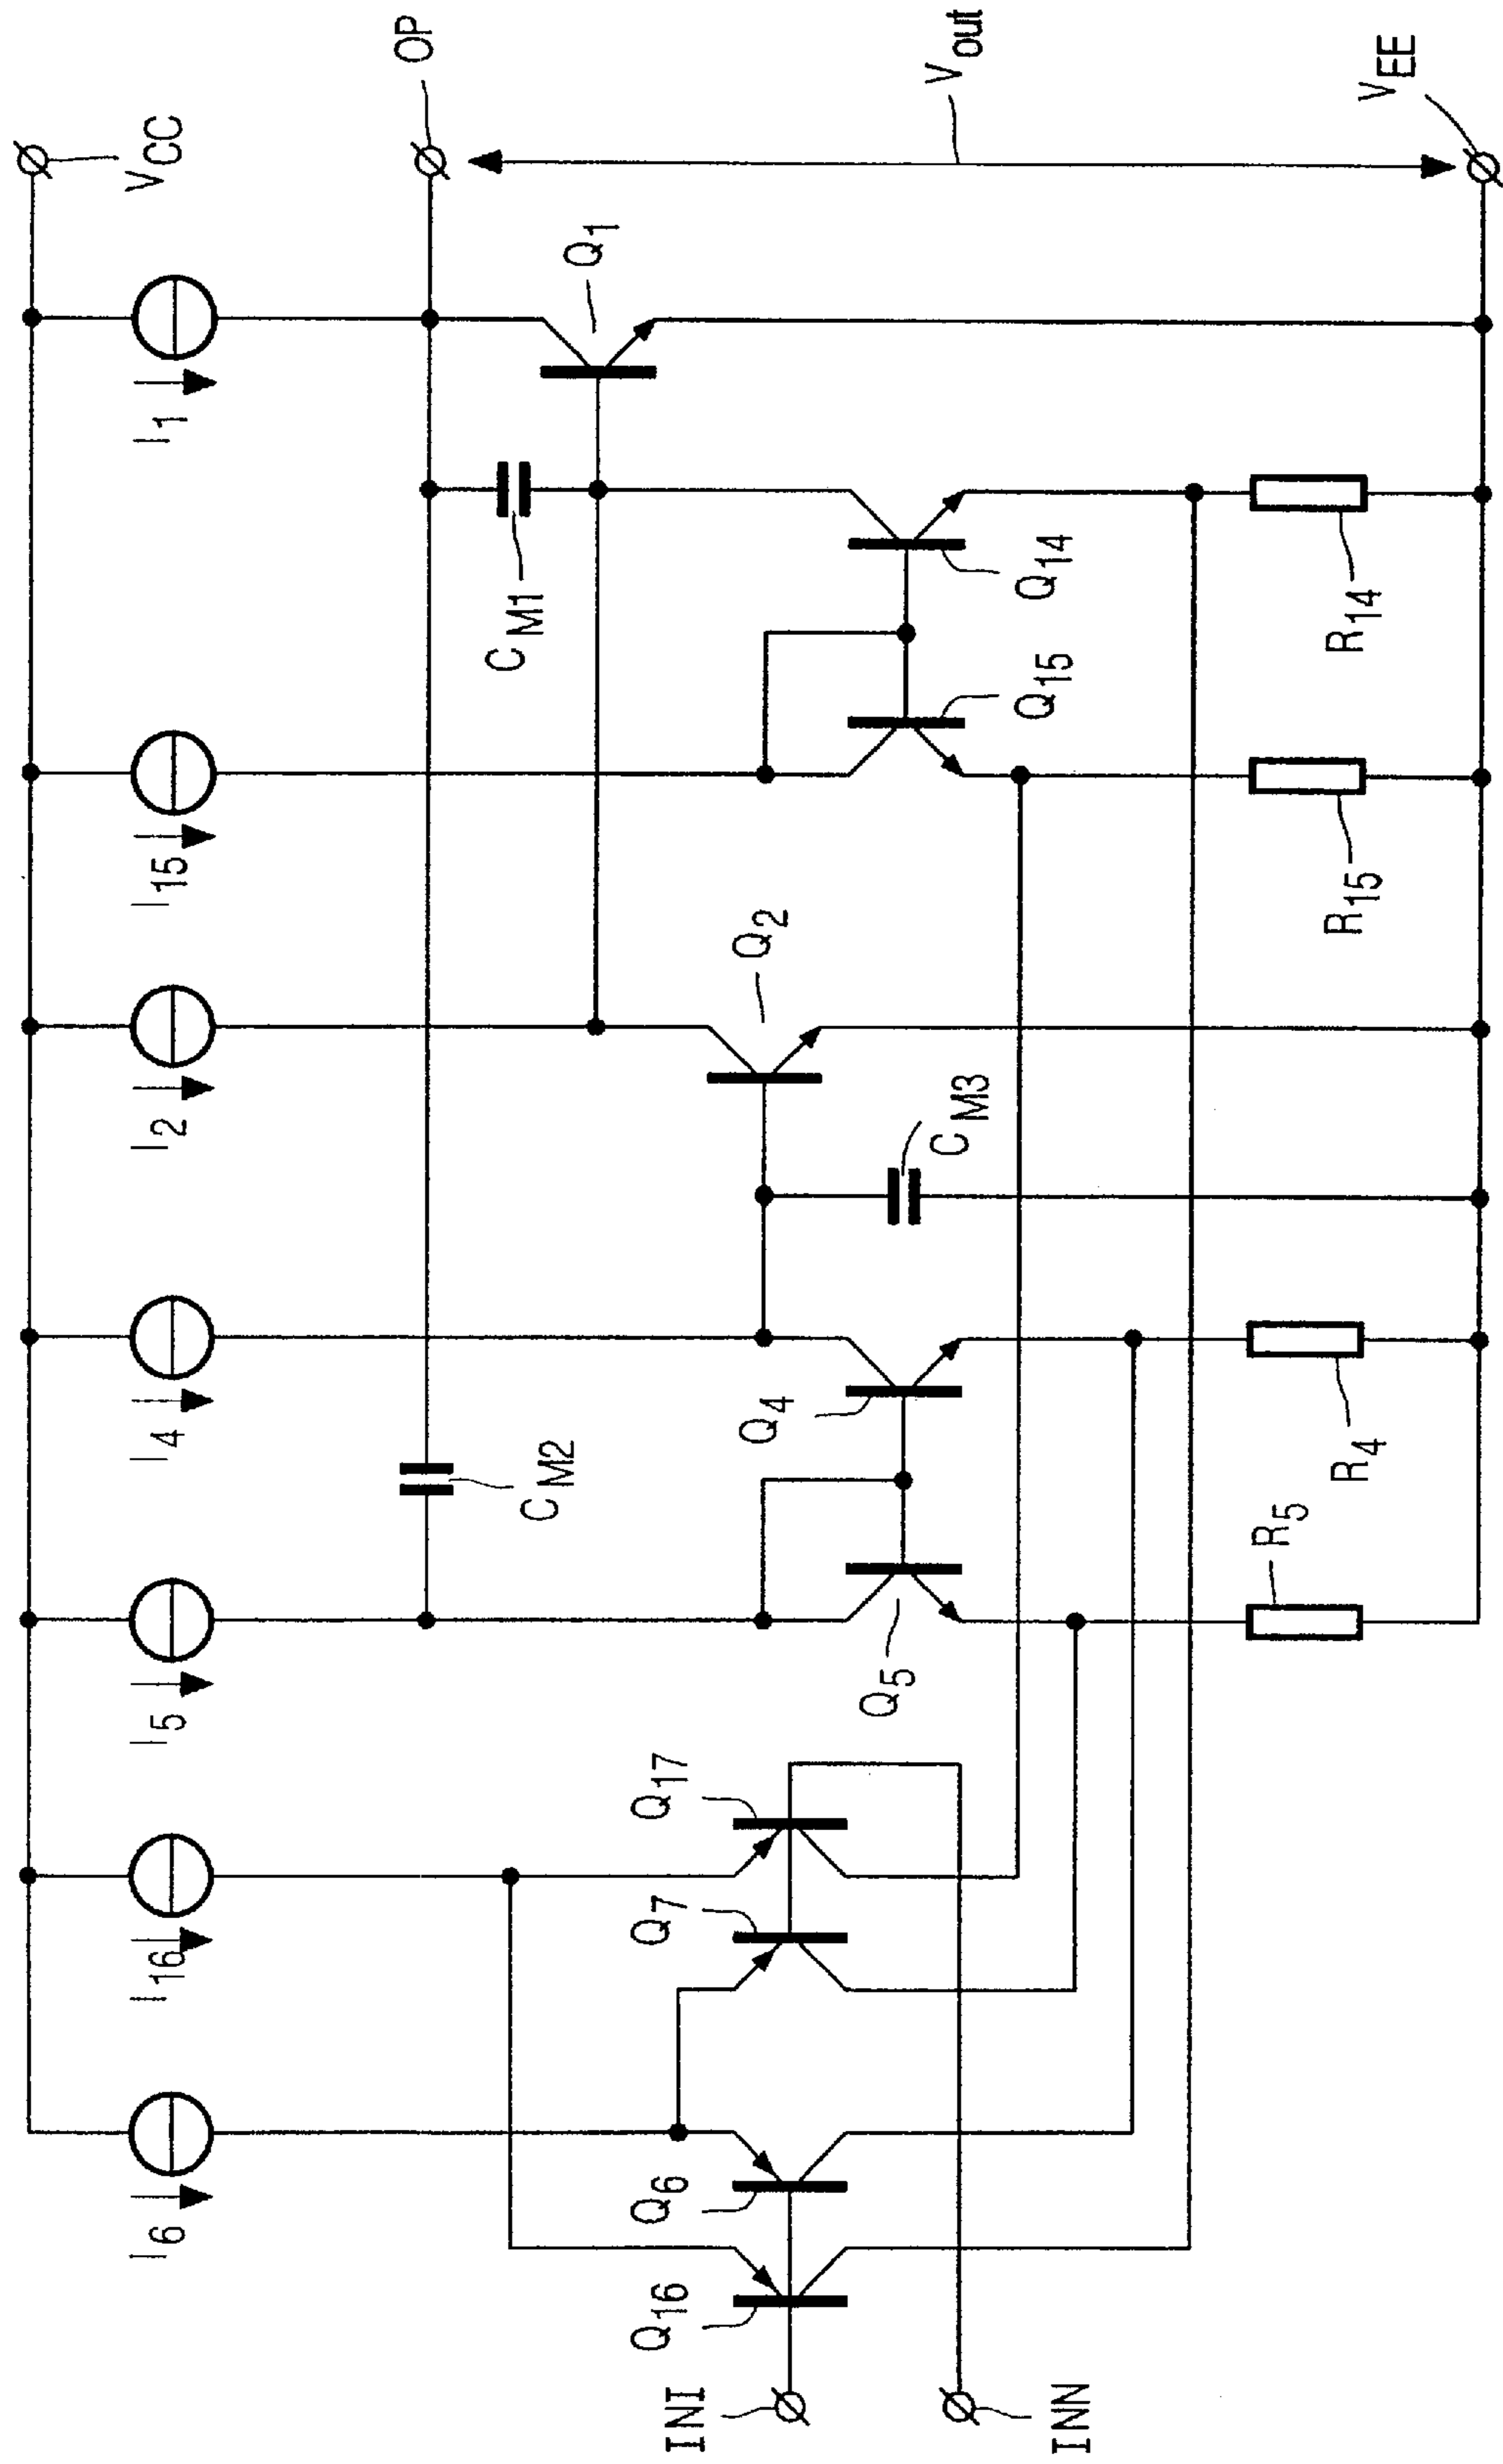 VCC
OP
Vout
VEE
I6
I16
I5
I4
I2
I15
I1
CM2
CM1
Q1
Q2
Q16
Q6
Q7
Q17
Q5
Q4
CM3
Q15
Q14
INI
INN
R5
R4
R15
R14